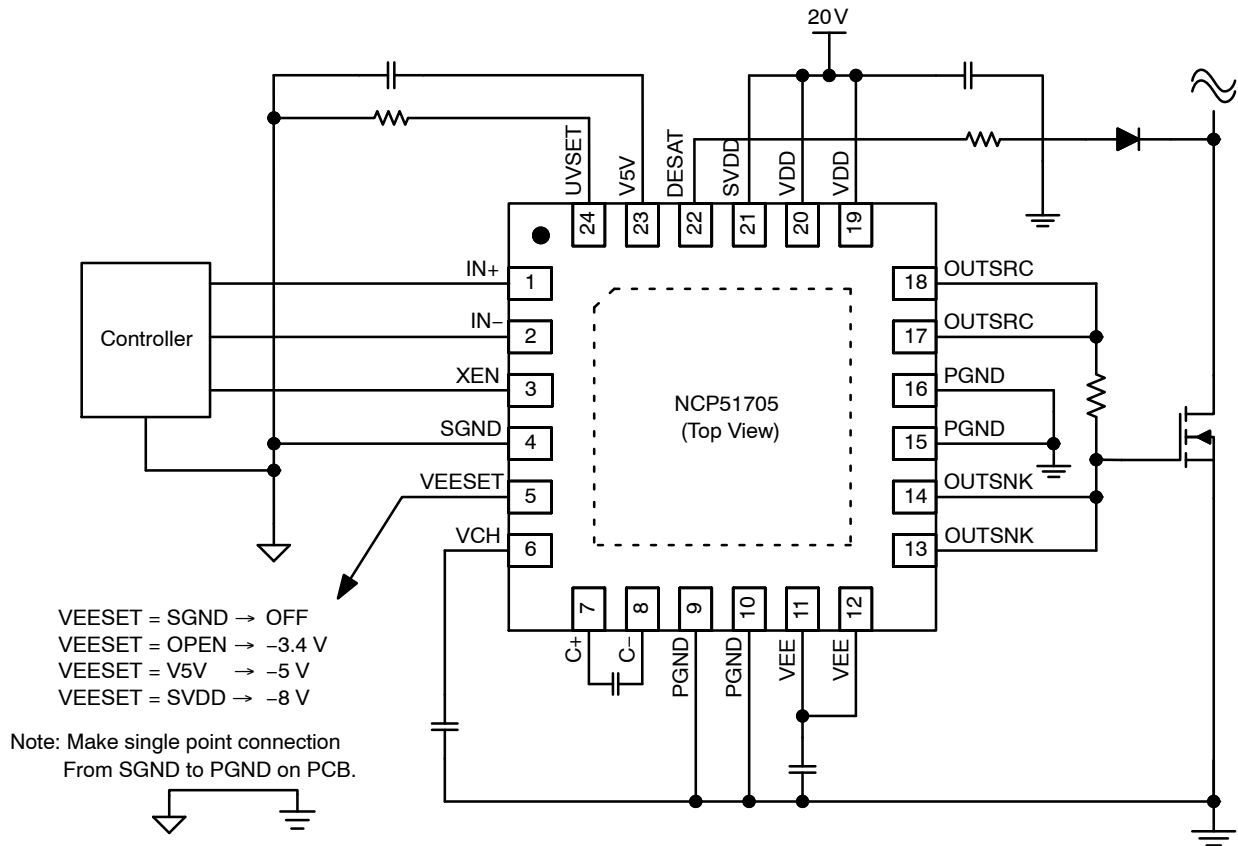 20 V
UVSET
V5V
DESAT
SVDD
VDD
VDD
24
23
22
21
20
19
Controller
IN+
1
IN−
2
XEN
3
SGND
4
VEESET
5
VCH
6
NCP51705
(Top View)
18
OUTSRC
17
OUTSRC
16
PGND
15
PGND
14
OUTSNK
13
OUTSNK
7
8
9
10
11
12
C+
C−
PGND
PGND
VEE
VEE
VEESET = SGND → OFF
VEESET = OPEN → −3.4 V
VEESET = V5V → −5 V
VEESET = SVDD → −8 V
Note: Make single point connection
From SGND to PGND on PCB.